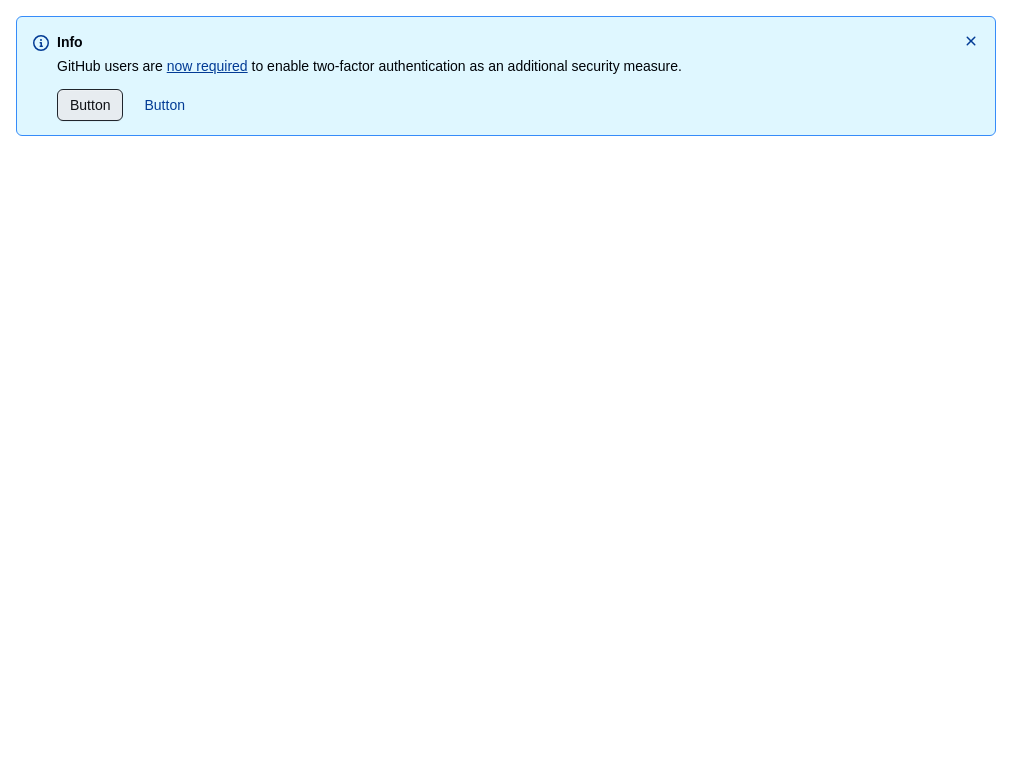 Info
GitHub users are now required to enable two-factor authentication as an additional security measure.
Button Button